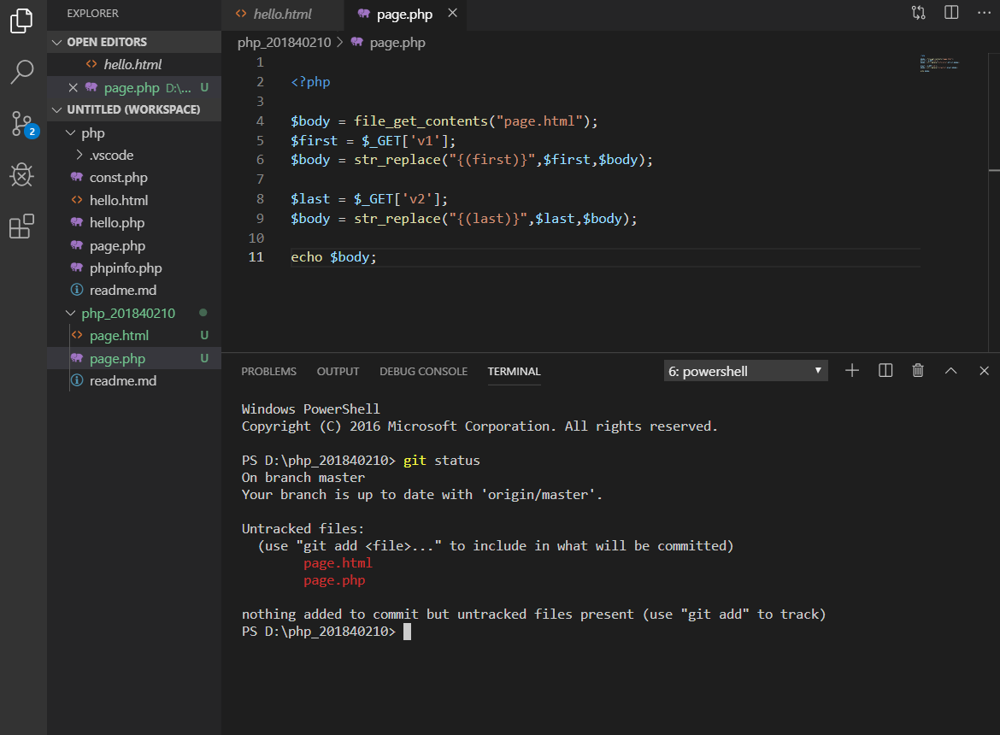 EXPLORER
OPEN EDITORS
hello.html
page.php D:\... U
UNTITLED (WORKSPACE)
php
.vscode
const.php
hello.html
hello.php
page.php
phpinfo.php
readme.md
php_201840210
page.html U
page.php U
readme.md
2
hello.html page.php
php_201840210 > page.php
1
2 <?php
3
4 $body = file_get_contents("page.html");
5 $first = $_GET['v1'];
6 $body = str_replace("{(first)}",$first,$body);
7
8 $last = $_GET['v2'];
9 $body = str_replace("{(last)}",$last,$body);
10
11 echo $body;
PROBLEMS OUTPUT DEBUG CONSOLE TERMINAL 6: powershell
Windows PowerShell
Copyright (C) 2016 Microsoft Corporation. All rights reserved.
PS D:\php_201840210> git status
On branch master
Your branch is up to date with 'origin/master'.
Untracked files:
(use "git add <file>..." to include in what will be committed)
page.html
page.php
nothing added to commit but untracked files present (use "git add" to track)
PS D:\php_201840210>